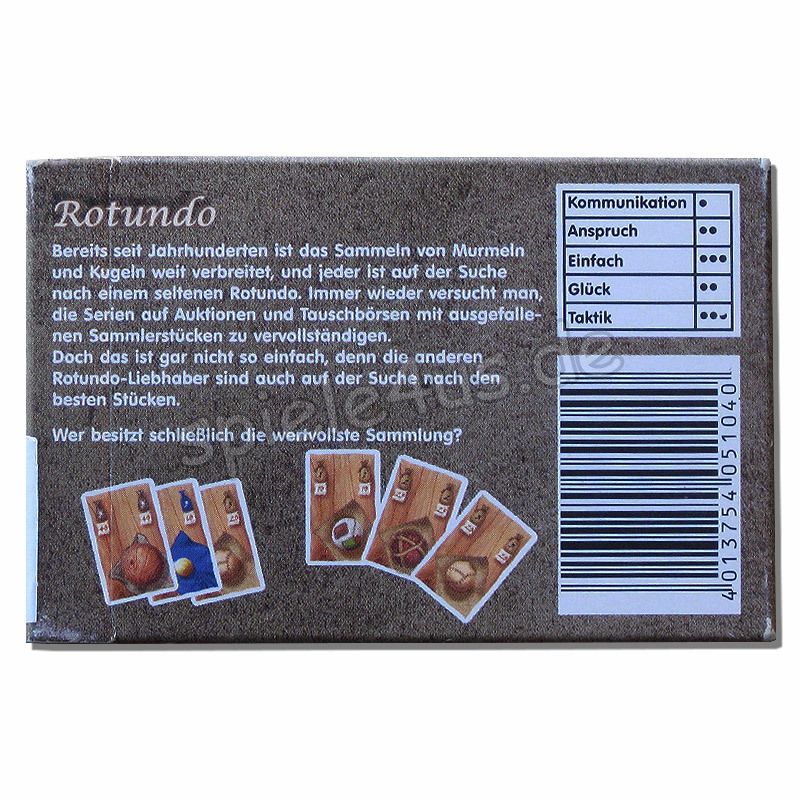 Rotundo
Bereits seit Jahrhunderten ist das Sammeln von Murmeln
und Kugeln weit verbreitet, und jeder ist auf der Suche
nach einem seltenen Rotundo. Immer wieder versucht man,
die Serien auf Auktionen und Tauschbörsen mit ausgefalle-
nen Sammlerstücken zu vervollständigen.
Doch das ist gar nicht so einfach, denn die anderen
Rotundo-Liebhaber sind auch auf der Suche nach den
besten Stücken.
Wer besitzt schließlich die wertvollste Sammlung?
Kommunikation
Anspruch
Einfach
Glück
Taktik
4013754051040
spiele4us.de